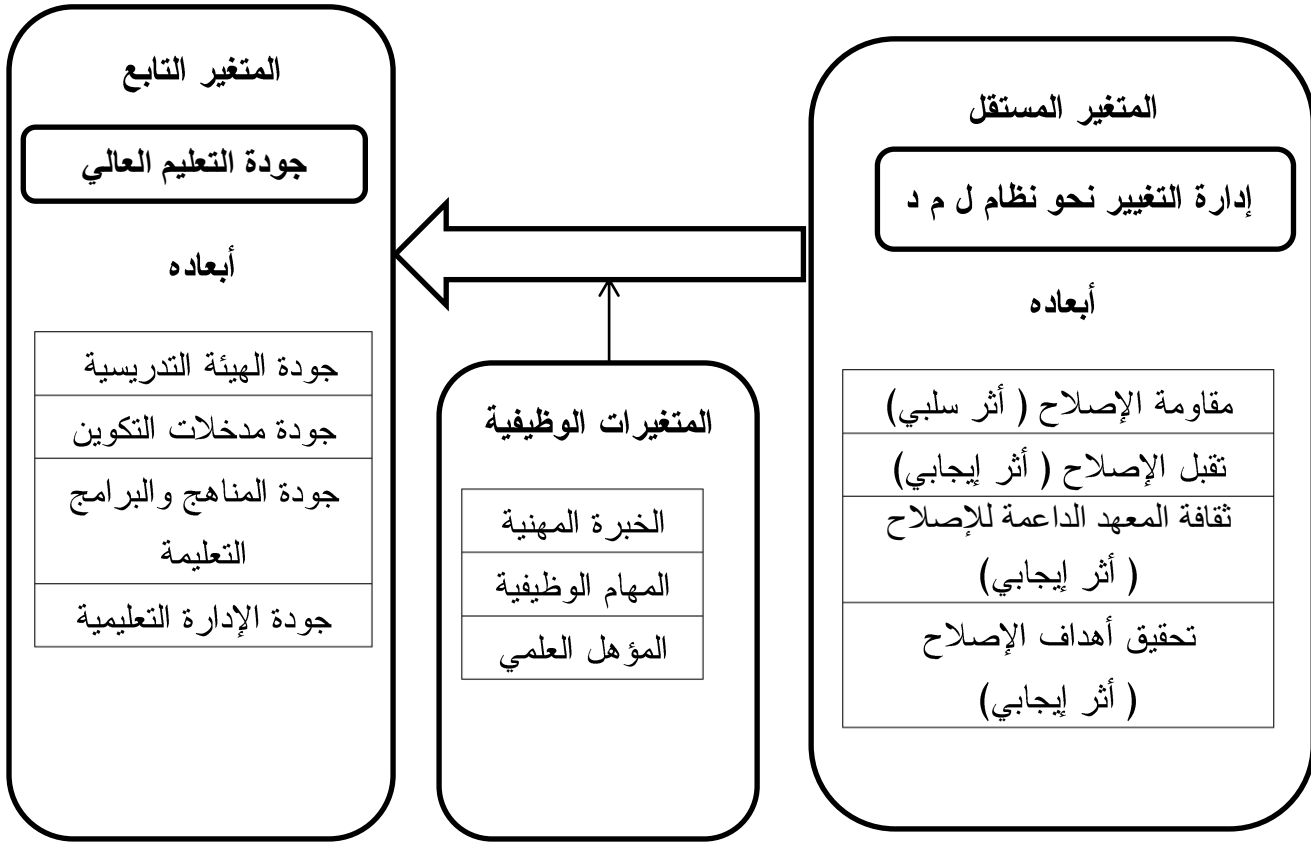 المتغير المستقل
إدارة التغيير نحو نظام ل م د
أبعاده
مقاومة الإصلاح ( أثر سلبي)
تقبل الإصلاح ( أثر إيجابي)
ثقافة المعهد الداعمة للإصلاح
( أثر إيجابي)
تحقيق أهداف الإصلاح
( أثر إيجابي)
المتغيرات الوظيفية
الخبرة المهنية
المهام الوظيفية
المؤهل العلمي
المتغير التابع
جودة التعليم العالي
أبعاده
جودة الهيئة التدريسية
جودة مدخلات التكوين
جودة المناهج والبرامج
التعليمة
جودة الإدارة التعليمية